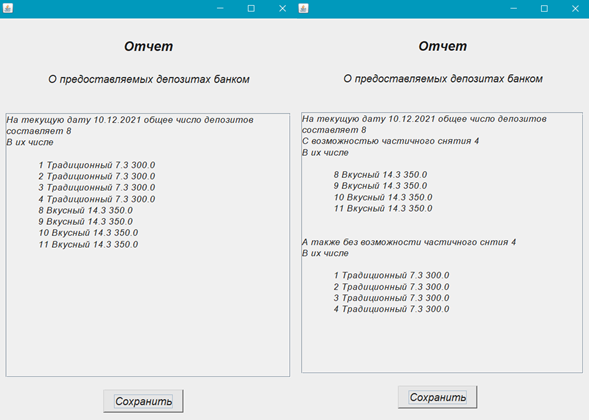 Отчет
О предоставляемых депозитах банком
На текущую дату 10.12.2021 общее число депозитов
составляет 8
В их числе
1 Традиционный 7.3 300.0
2 Традиционный 7.3 300.0
3 Традиционный 7.3 300.0
4 Традиционный 7.3 300.0
8 Вкусный 14.3 350.0
9 Вкусный 14.3 350.0
10 Вкусный 14.3 350.0
11 Вкусный 14.3 350.0
Сохранить
Отчет
О предоставляемых депозитах банком
На текущую дату 10.12.2021 общее число депозитов
составляет 8
С возможностью частичного снятия 4
В их числе
8 Вкусный 14.3 350.0
9 Вкусный 14.3 350.0
10 Вкусный 14.3 350.0
11 Вкусный 14.3 350.0
А также без возможности частичного снтия 4
В их числе
1 Традиционный 7.3 300.0
2 Традиционный 7.3 300.0
3 Традиционный 7.3 300.0
4 Традиционный 7.3 300.0
Сохранить